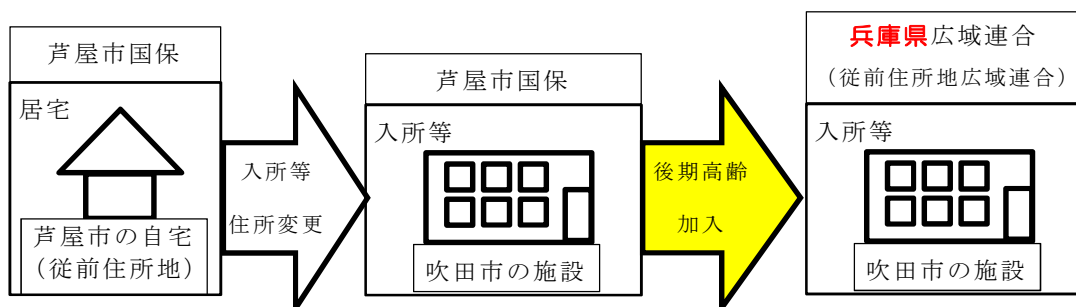 芦屋市国保
居宅
芦屋市の自宅
（従前住所地）
入所等
住所変更
芦屋市国保
入所等
吹田市の施設
後期高齢
加入
兵庫県広域連合
（従前住所地広域連合）
入所等
吹田市の施設